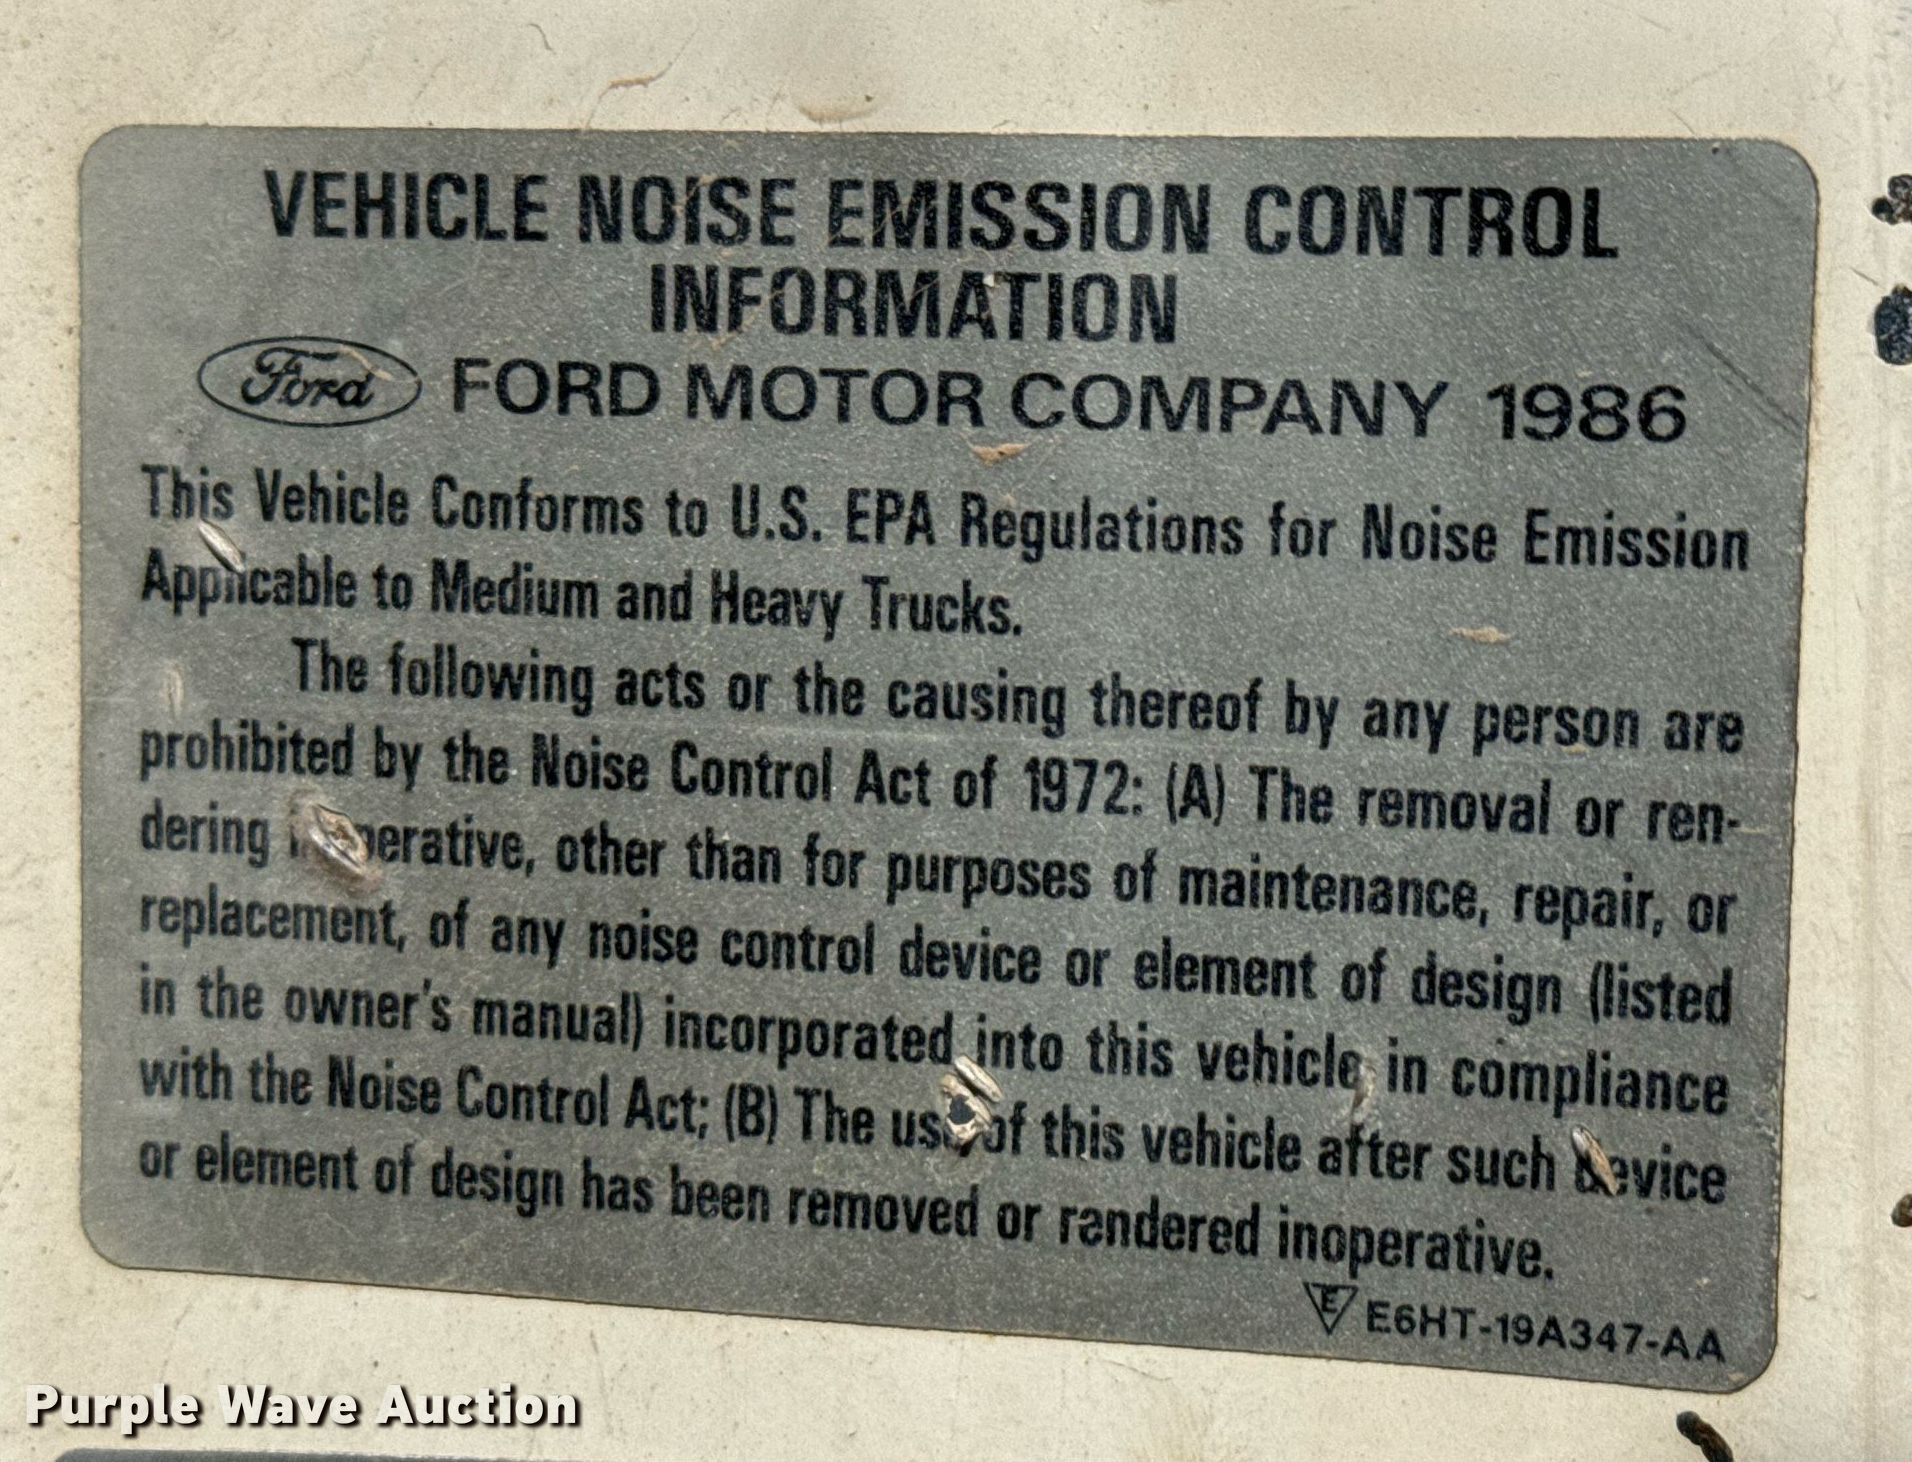 VEHICLE NOISE EMISSION CONTROL
INFORMATION
Ford FORD MOTOR COMPANY 1986
This Vehicle Conforms to U.S. EPA Regulations for Noise Emission
Applicable to Medium and Heavy Trucks.
The following acts or the causing thereof by any person are
prohibited by the Noise Control Act of 1972: (A) The removal or ren-
dering inoperative, other than for purposes of maintenance, repair, or
replacement, of any noise control device or element of design (listed
in the owner's manual) incorporated into this vehicle in compliance
with the Noise Control Act; (B) The use of this vehicle after such device
or element of design has been removed or rendered inoperative.
E E6HT-19A347-AA
Purple Wave Auction